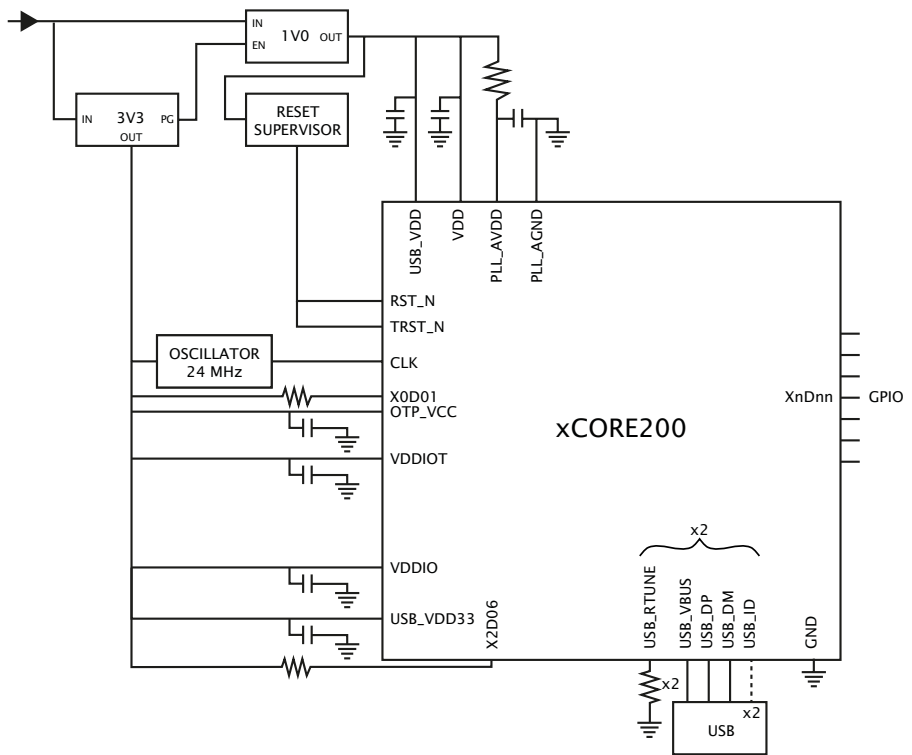 IN
1V0
OUT
EN
IN
3V3
PG
OUT
RESET
SUPERVISOR
USB_VDD
VDD
PLL_AVDD
PLL_AGND
RST_N
TRST_N
OSCILLATOR
24 MHz
CLK
X0D01
OTP_VCC
XnDnn
GPIO
xCORE200
VDDIOT
x2
VDDIO
USB_VDD33
X2D06
USB_RTUNE
USB_VBUS
USB_DP
USB_DM
USB_ID
GND
x2
x2
USB